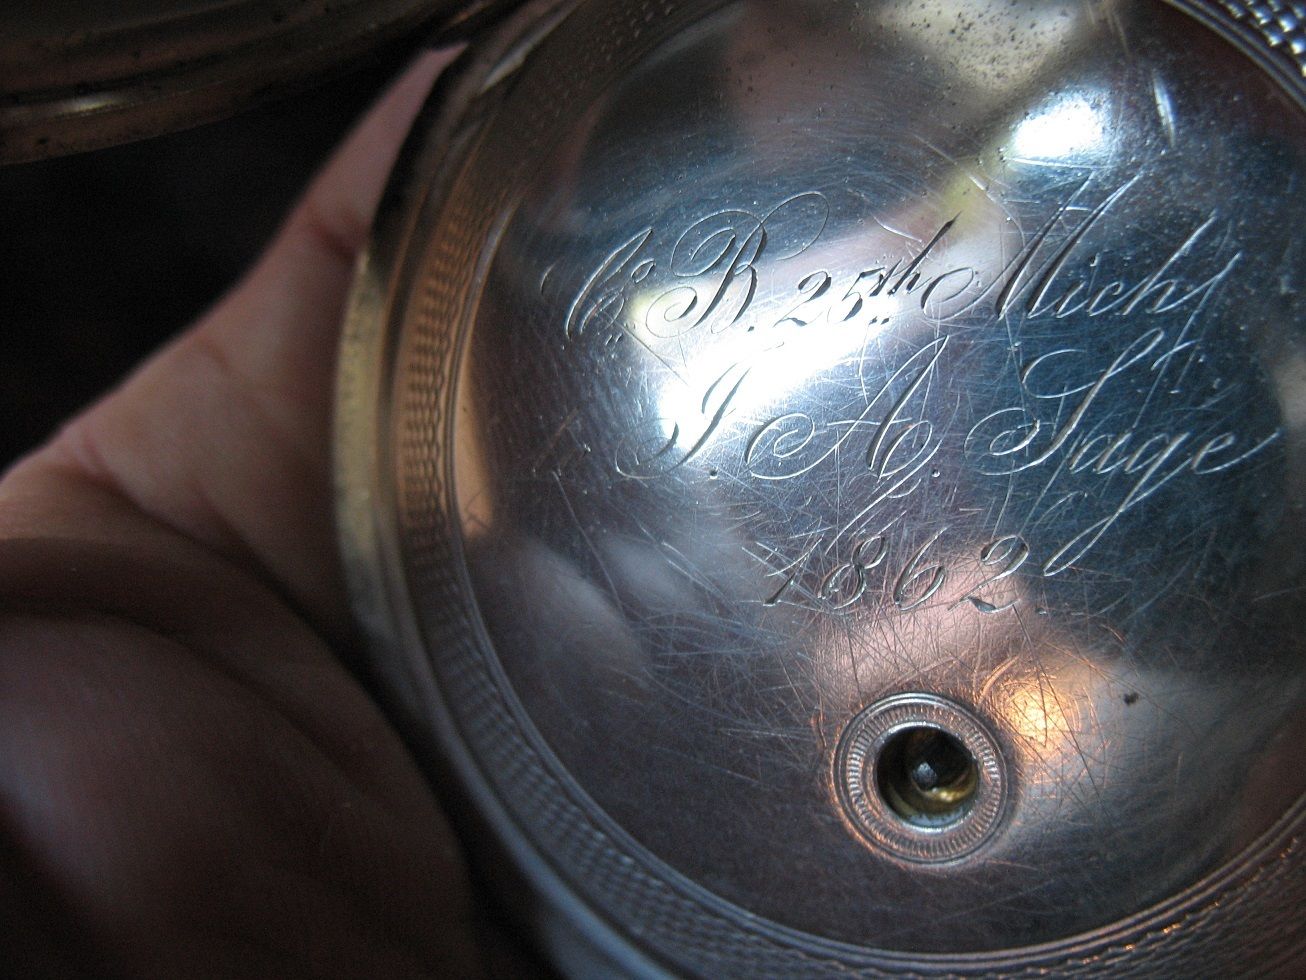 Co. B. 25th Mich.
J. A. Sage
1862.